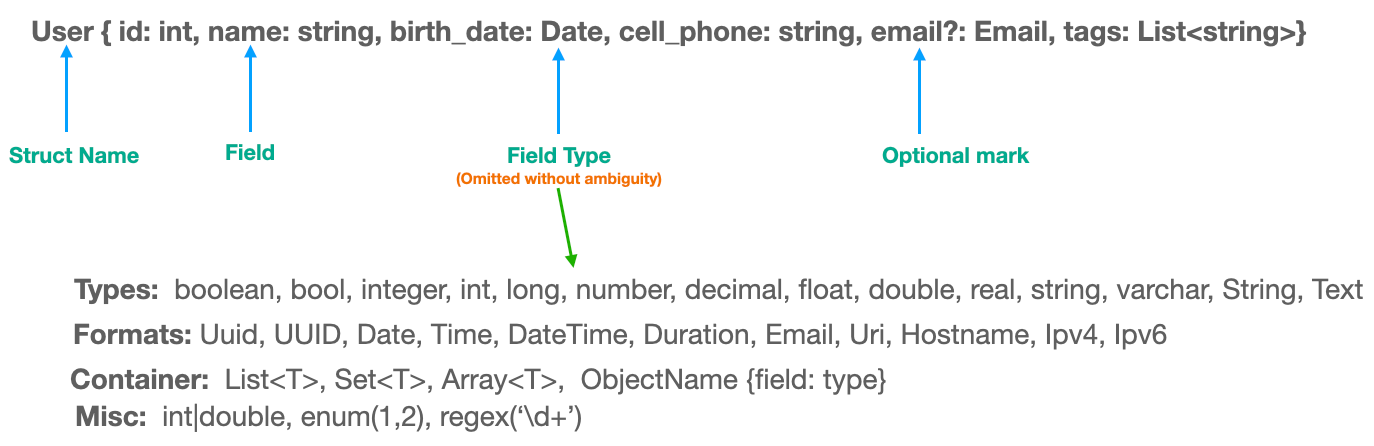 User { id: int, name: string, birth_date: Date, cell_phone: string, email?: Email, tags: List<string>}
Struct Name
Field
Field Type
Optional mark
(Omitted without ambiguity)
Types: boolean, bool, integer, int, long, number, decimal, float, double, real, string, varchar, String, Text
Formats: Uuid, UUID, Date, Time, DateTime, Duration, Email, Uri, Hostname, Ipv4, Ipv6
Container: List<T>, Set<T>, Array<T>, ObjectName {field: type}
Misc: int|double, enum(1,2), regex(‘\d+’)